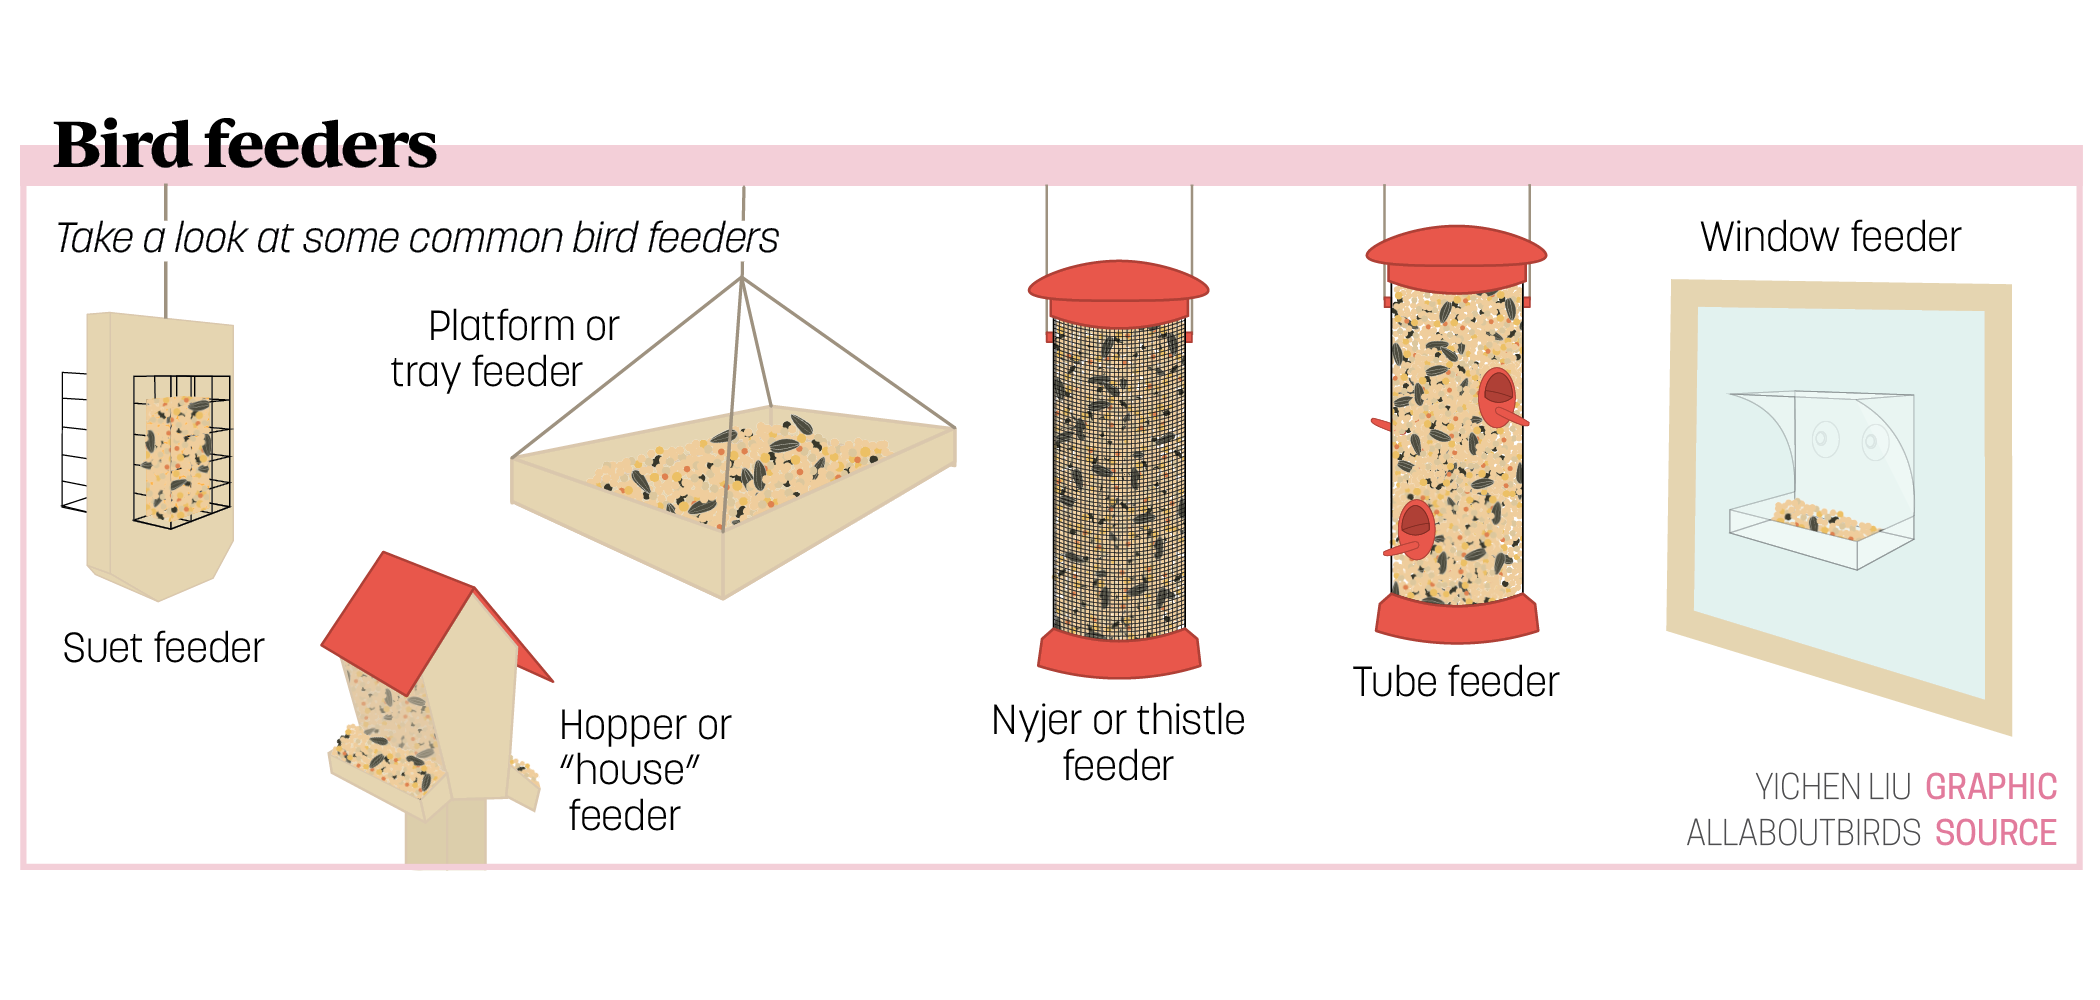 Bird feeders
Take a look at some common bird feeders
Platform or
tray feeder
Window feeder
Suet feeder
Hopper or
“house”
feeder
Nyjer or thistle
feeder
Tube feeder
YICHEN LIU GRAPHIC
ALLABOUTBIRDS SOURCE